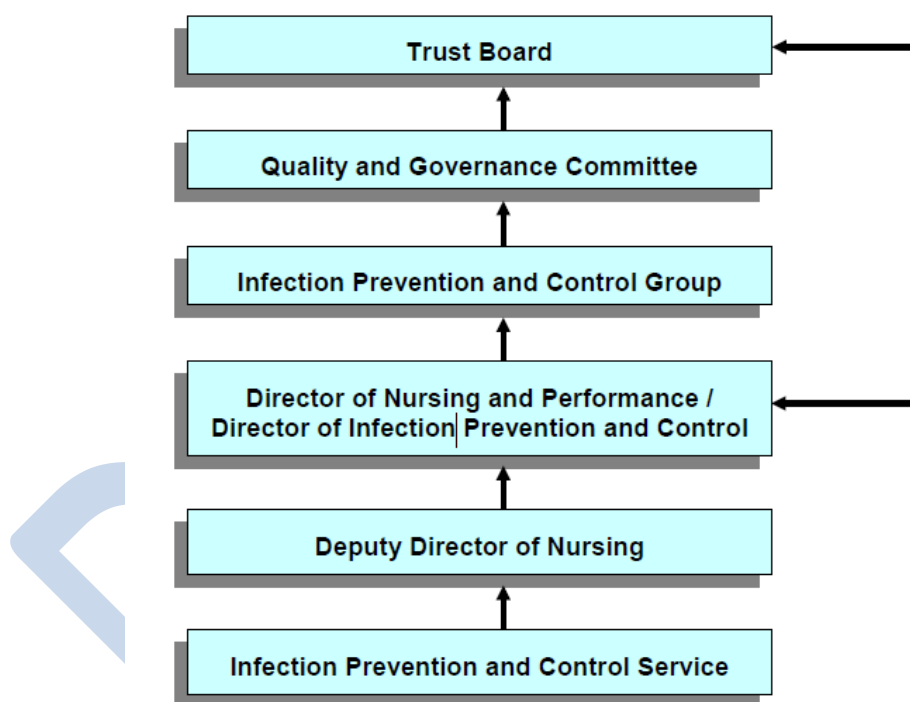 Trust Board
Quality and Governance Committee
Infection Prevention and Control Group
Director of Nursing and Performance /
Director of Infection Prevention and Control
Deputy Director of Nursing
Infection Prevention and Control Service